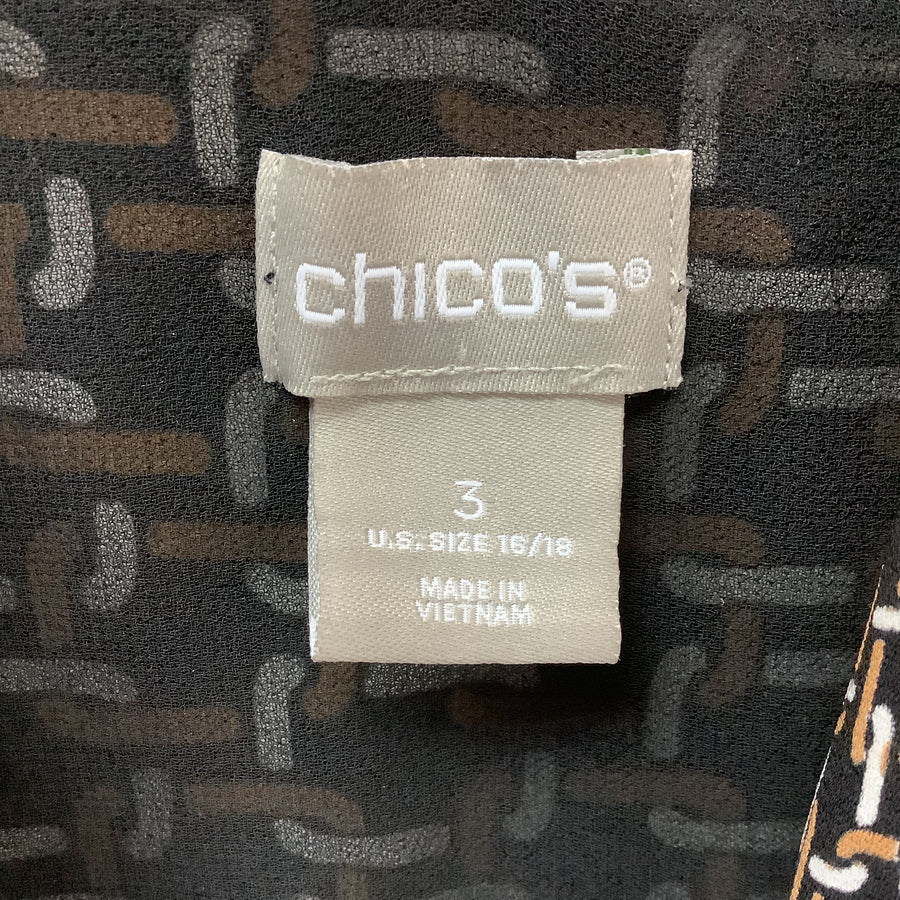 chico's®
3
U.S. SIZE 16/18
MADE IN
VIETNAM